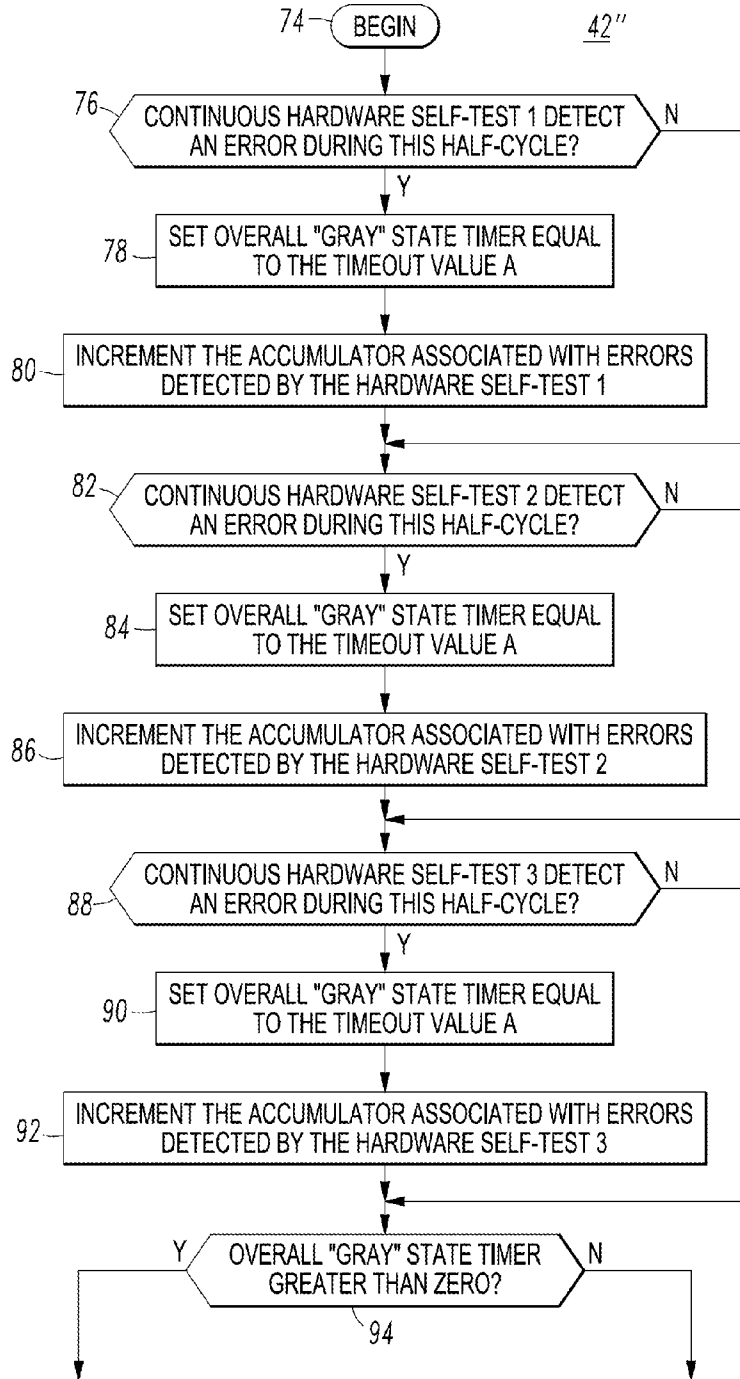 74
BEGIN
42"
76
CONTINUOUS HARDWARE SELF-TEST 1 DETECT
AN ERROR DURING THIS HALF-CYCLE?
N
Y
78
SET OVERALL "GRAY" STATE TIMER EQUAL
TO THE TIMEOUT VALUE A
80
INCREMENT THE ACCUMULATOR ASSOCIATED WITH ERRORS
DETECTED BY THE HARDWARE SELF-TEST 1
82
CONTINUOUS HARDWARE SELF-TEST 2 DETECT
AN ERROR DURING THIS HALF-CYCLE?
N
Y
84
SET OVERALL "GRAY" STATE TIMER EQUAL
TO THE TIMEOUT VALUE A
86
INCREMENT THE ACCUMULATOR ASSOCIATED WITH ERRORS
DETECTED BY THE HARDWARE SELF-TEST 2
88
CONTINUOUS HARDWARE SELF-TEST 3 DETECT
AN ERROR DURING THIS HALF-CYCLE?
N
Y
90
SET OVERALL "GRAY" STATE TIMER EQUAL
TO THE TIMEOUT VALUE A
92
INCREMENT THE ACCUMULATOR ASSOCIATED WITH ERRORS
DETECTED BY THE HARDWARE SELF-TEST 3
Y
OVERALL "GRAY" STATE TIMER
GREATER THAN ZERO?
N
94